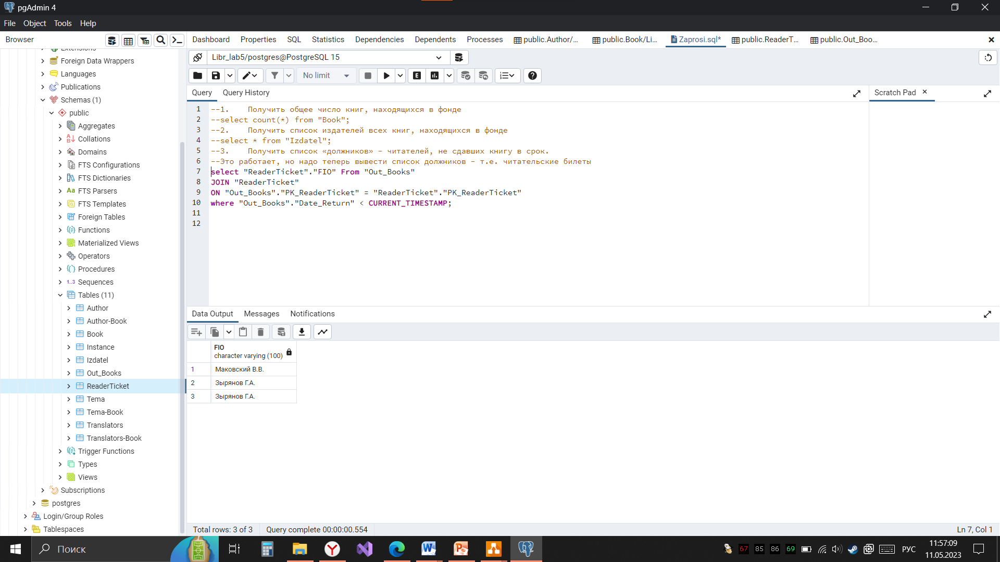 pgAdmin 4
File Object Tools Help
Browser
Dashboard Properties SQL Statistics Dependencies Dependents Processes public.Author/... public.Book/Li... Zaprosi.sql* public.ReaderT... public.Out_Boo...
Libr_lab5/postgres@PostgreSQL 15
No limit
Query Query History
Scratch Pad
1 --1. Получить общее число книг, находящихся в фонде
2 --select count(*) from "Book";
3 --2. Получить список издателей всех книг, находящихся в фонде
4 --select * from "Izdatel";
5 --3. Получить список «должников» - читателей, не сдавших книгу в срок.
6 --Это работает, но надо теперь вывести список должников - т.е. читательские билеты
7 select "ReaderTicket"."FIO" From "Out_Books"
8 JOIN "ReaderTicket"
9 ON "Out_Books"."PK_ReaderTicket" = "ReaderTicket"."PK_ReaderTicket"
10 where "Out_Books"."Date_Return" < CURRENT_TIMESTAMP;
11
12
Extensions
Foreign Data Wrappers
Languages
Publications
Schemas (1)
public
Aggregates
Collations
Domains
FTS Configurations
FTS Dictionaries
FTS Parsers
FTS Templates
Foreign Tables
Functions
Materialized Views
Operators
Procedures
Sequences
Tables (11)
Author
Author-Book
Book
Instance
Izdatel
Out_Books
ReaderTicket
Tema
Tema-Book
Translators
Translators-Book
Trigger Functions
Types
Views
Subscriptions
postgres
Login/Group Roles
Tablespaces
Data Output Messages Notifications
FIO
character varying (100)
1 Маковский В.В.
2 Зырянов Г.А.
3 Зырянов Г.А.
Total rows: 3 of 3 Query complete 00:00:00.554 Ln 7, Col 1
Поиск
67 85 86 69 РУС
11:57:09
11.05.2023